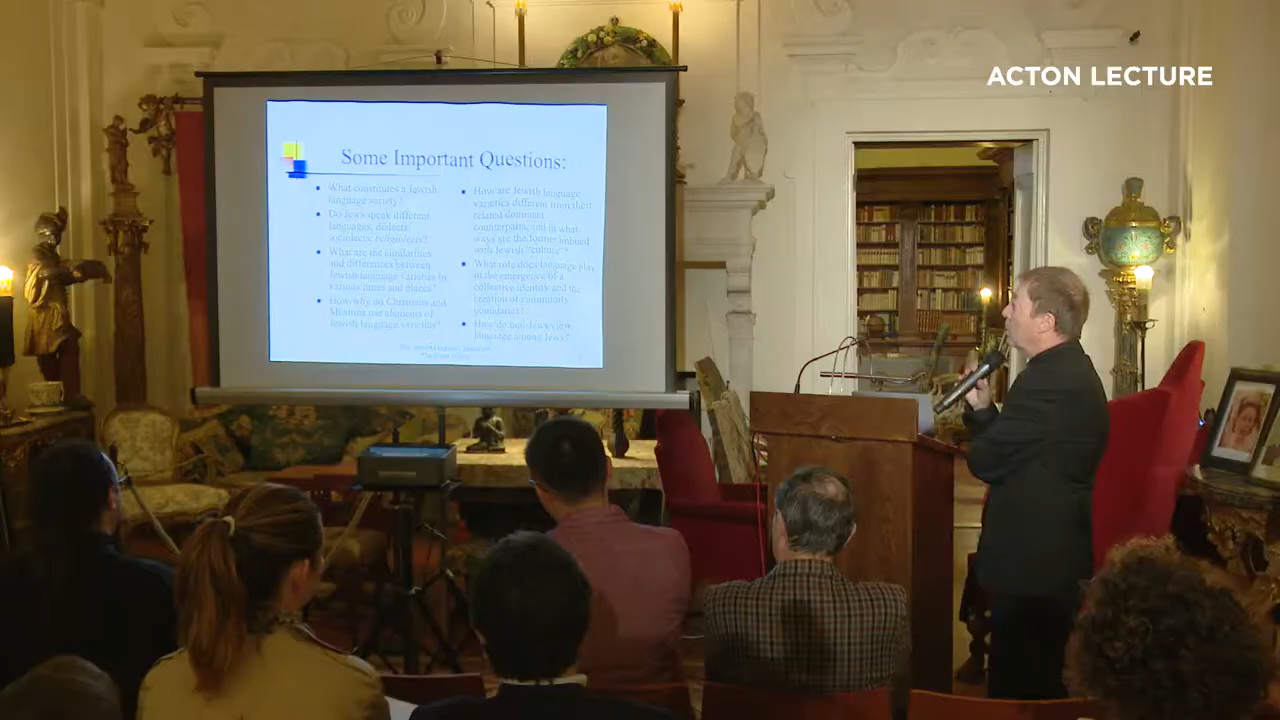 ACTON LECTURE
Some Important Questions:
What constitutes a Jewish
language variety?
Do Jews speak different
languages, dialects,
sociolects, religiolects?
What are the similarities
and differences between
Jewish language varieties in
various times and places?
How/why do Christians and
Muslims use elements of
Jewish language varieties?
How are Jewish language
varieties different from their
related dominant
counterparts, and in what
ways are the former imbued
with Jewish "culture"
What role does language play
in the emergence of a
collective identity and the
creation of community
boundaries?
How do non-Jews view
language among Jews?